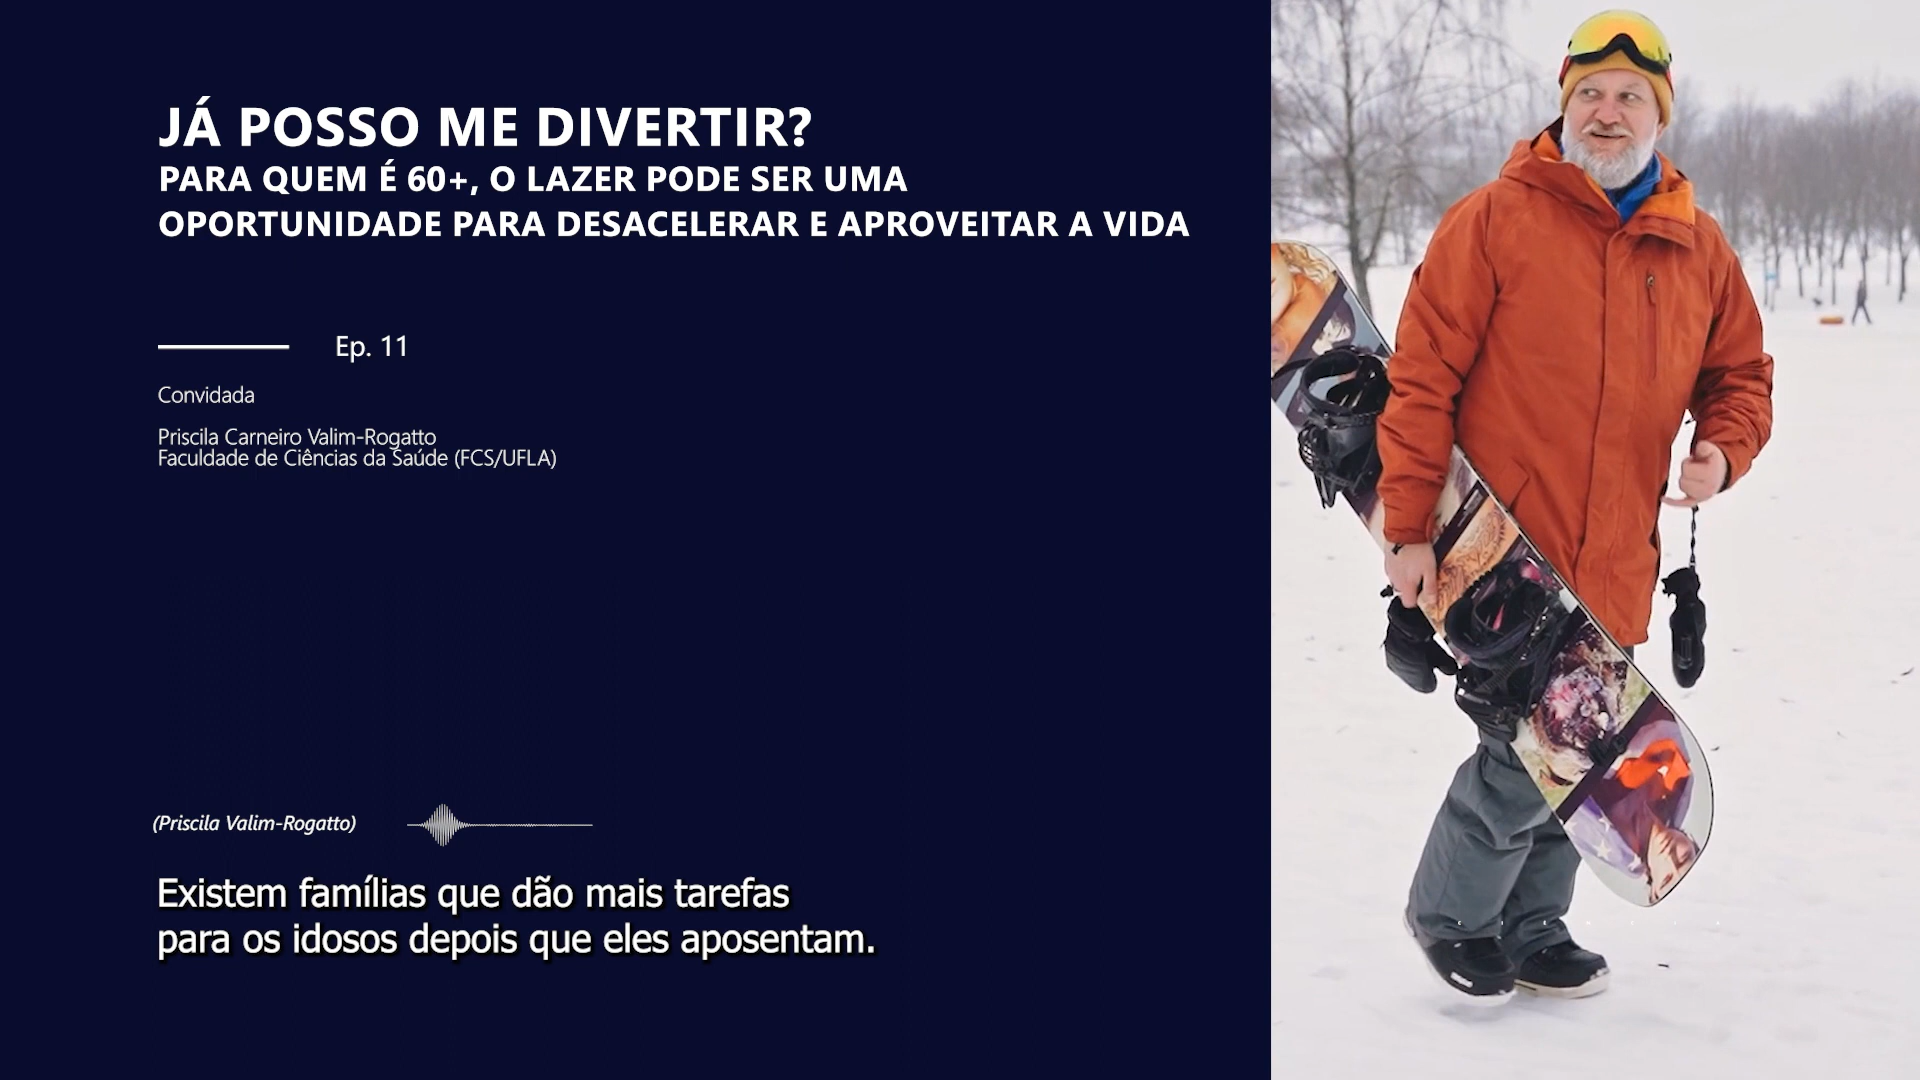 JÁ POSSO ME DIVERTIR?
PARA QUEM É 60+, O LAZER PODE SER UMA
OPORTUNIDADE PARA DESACELERAR E APROVEITAR A VIDA
Ep. 11
Convidada
Priscila Carneiro Valim-Rogatto
Faculdade de Ciências da Saúde (FCS/UFLA)
(Priscila Valim-Rogatto)
Existem famílias que dão mais tarefas
para os idosos depois que eles aposentam.